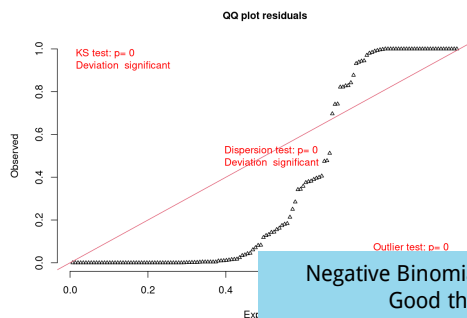 QQ plot residuals
KS test: p= 0
Deviation significant
Dispersion test: p= 0
Deviation significant
Outlier test: p= 0
Observed
0.0
0.2
0.4
0.6
0.8
1.0
0.0
0.2
0.4
Good